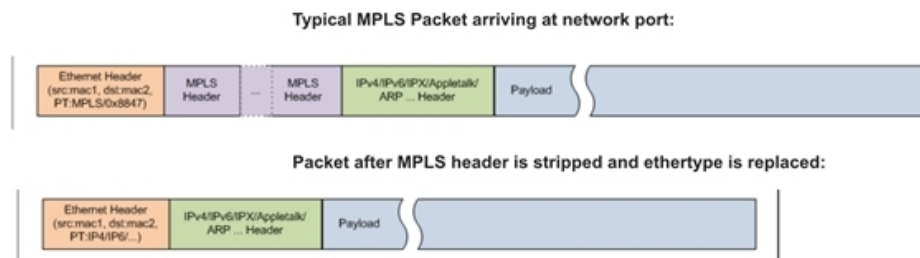 Typical MPLS Packet arriving at network port:
Ethernet Header
(src:mac1, dst:mac2,
PT:MPLS/0x8847)
MPLS
Header
...
MPLS
Header
IPv4/IPv6/IPX/Appletalk/
ARP ... Header
Payload
Packet after MPLS header is stripped and ethertype is replaced:
Ethernet Header
(src:mac1, dst:mac2,
PT:IP4/IP6/...)
IPv4/IPv6/IPX/Appletalk/
ARP ... Header
Payload